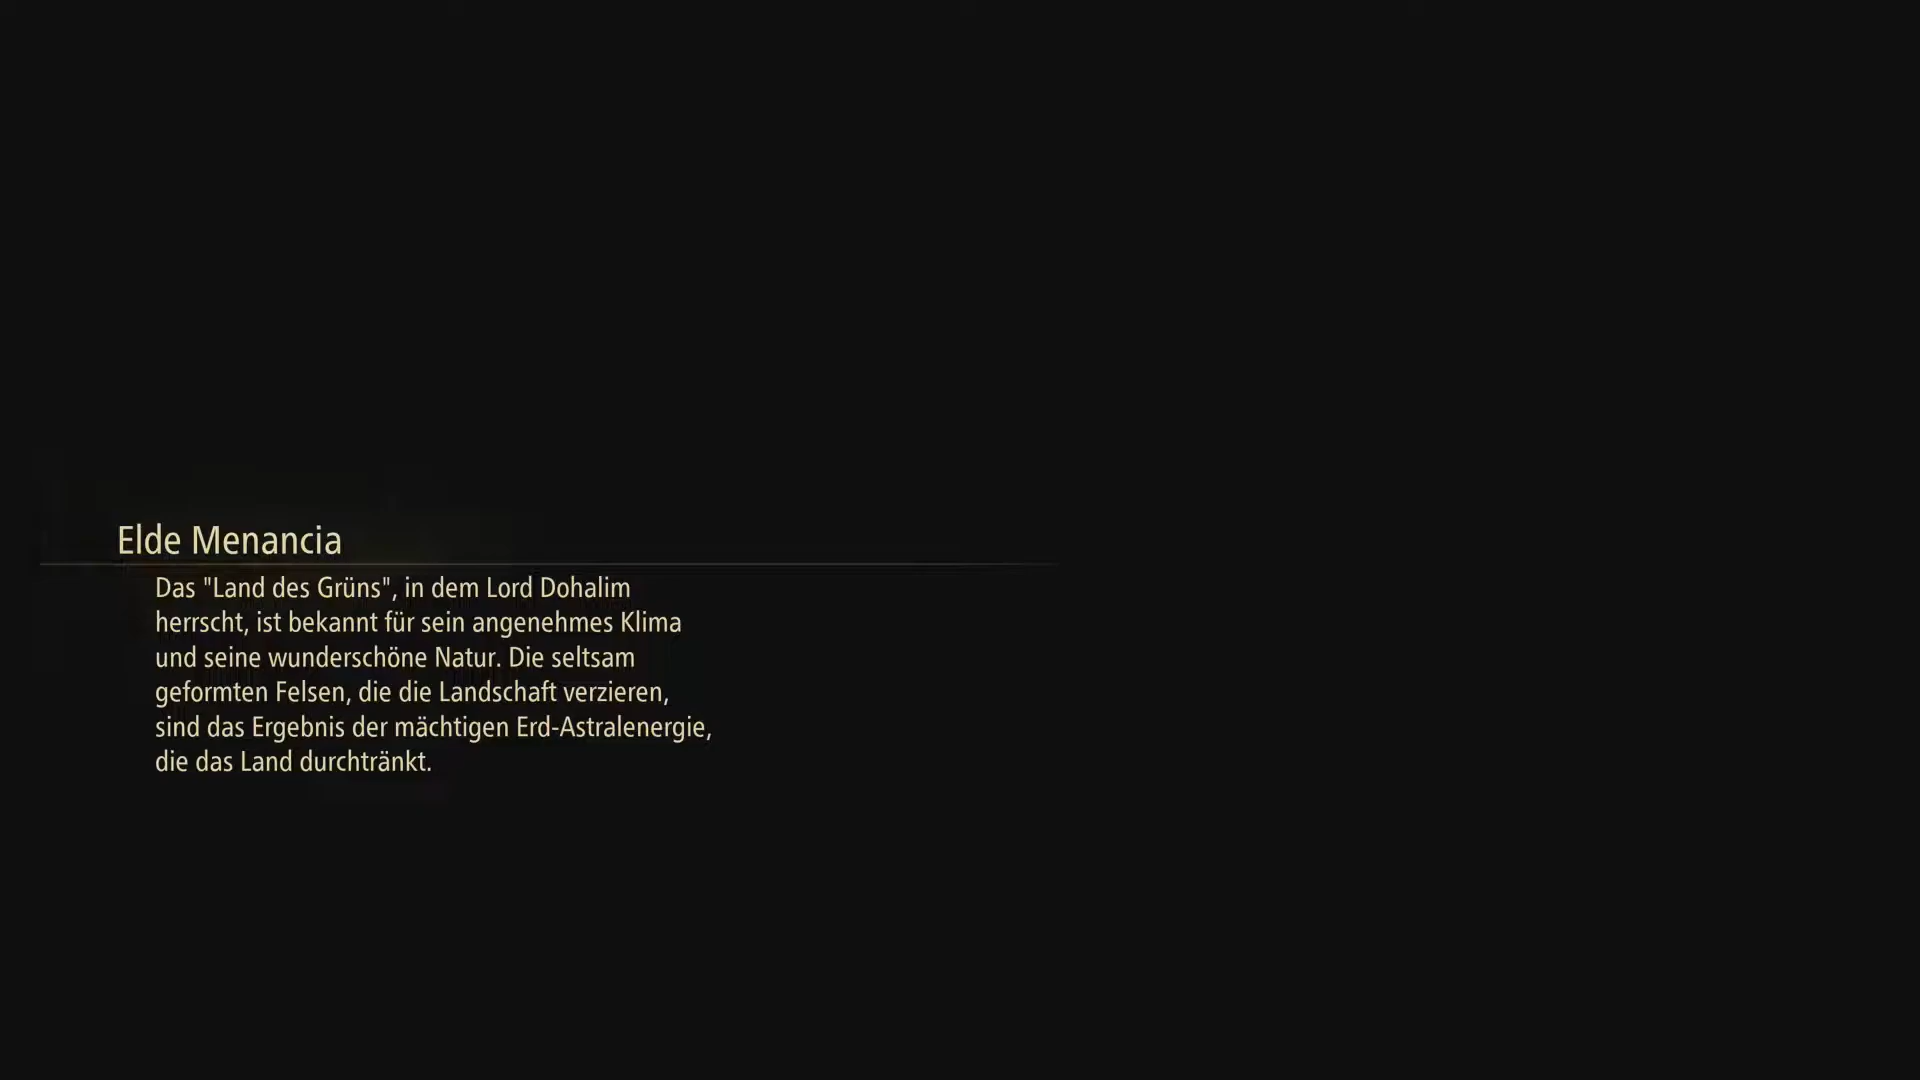 Elde Menancia
Das "Land des Grüns", in dem Lord Dohalim
herrscht, ist bekannt für sein angenehmes Klima
und seine wunderschöne Natur. Die seltsam
geformten Felsen, die die Landschaft verzieren,
sind das Ergebnis der mächtigen Erd-Astralenergie,
die das Land durchtränkt.